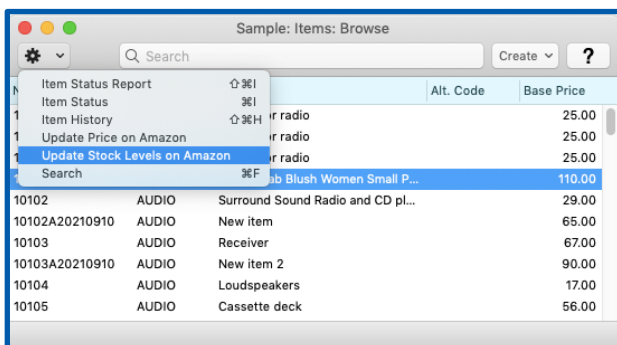 Sample: Items: Browse
Search Create ?
Alt. Code Base Price
Item Status Report ⇧⌘I
Item Status ⌘I
Item History ⇧⌘H
Update Price on Amazon
Update Stock Levels on Amazon
Search ⌘F
or radio 25.00
or radio 25.00
or radio 25.00
ab Blush Women Small P... 110.00
10102 AUDIO Surround Sound Radio and CD pl... 29.00
10102A20210910 AUDIO New item 65.00
10103 AUDIO Receiver 67.00
10103A20210910 AUDIO New item 2 90.00
10104 AUDIO Loudspeakers 17.00
10105 AUDIO Cassette deck 56.00